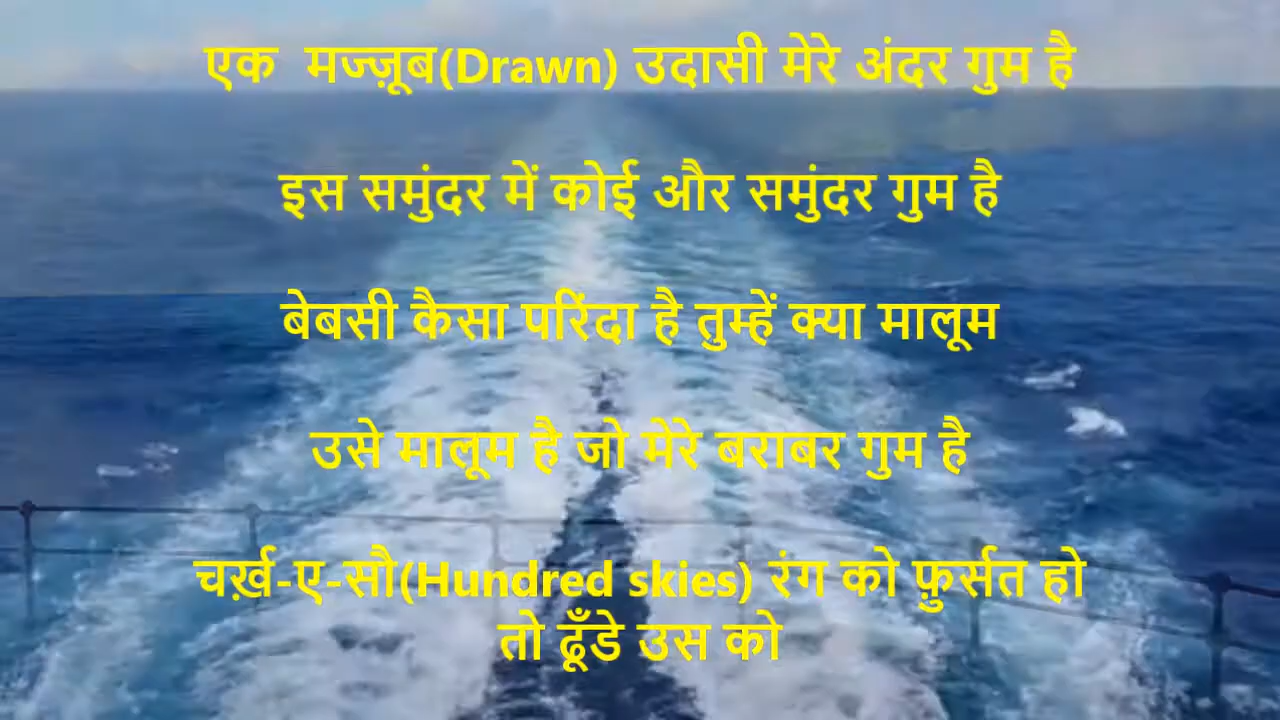 एक मज्ज़ूब(Drawn) उदासी मेरे अंदर गुम है
इस समुंदर में कोई और समुंदर गुम है
बेबसी कैसा परिंदा है तुम्हें क्या मालूम
उसे मालूम है जो मेरे बराबर गुम है
चर्ख़-ए-सौ(Hundred skies) रंग को फ़ुर्सत हो
तो ढूँडे उस को